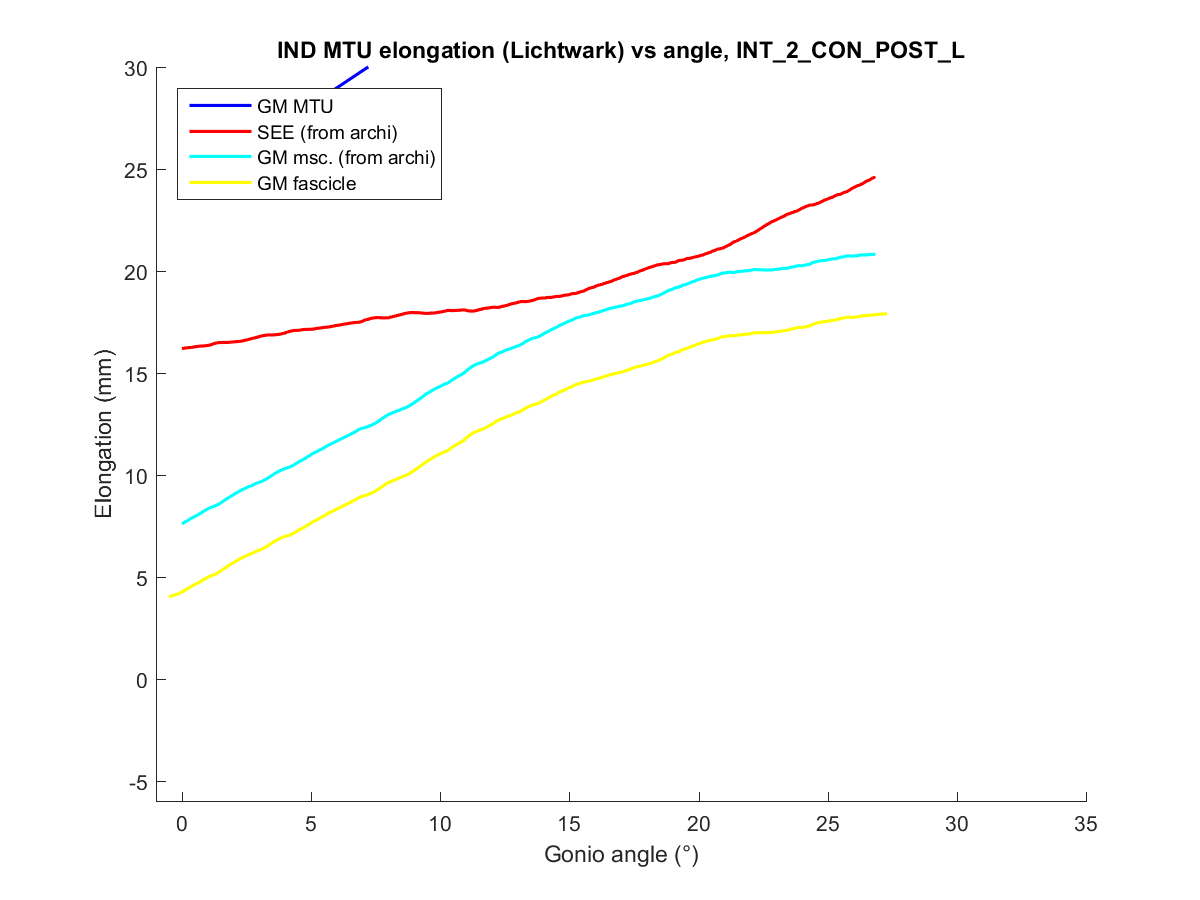 IND MTU elongation (Lichtwark) vs angle, INT_2_CON_POST_L
30
25
20
15
10
5
0
-5
Elongation (mm)
GM MTU
SEE (from archi)
GM msc. (from archi)
GM fascicle
0 5 10 15 20 25 30 35
Gonio angle (°)